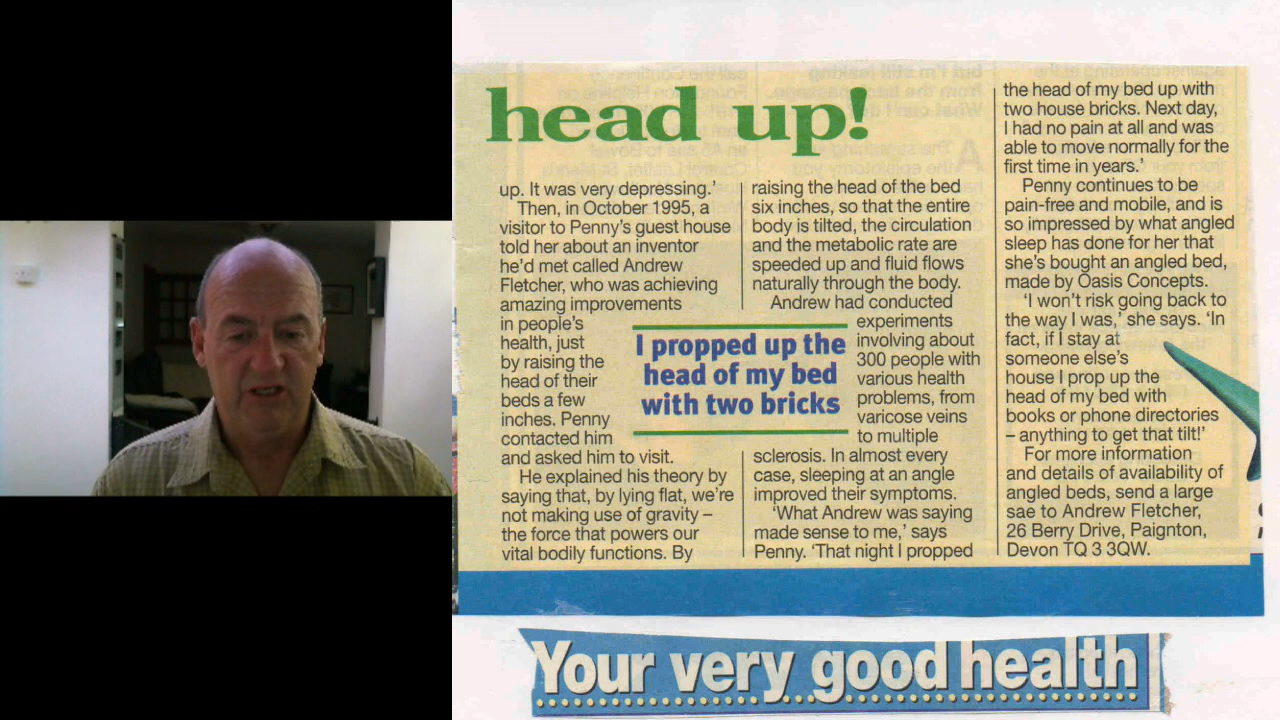 head up!
up. It was very depressing.'
Then, in October 1995, a
visitor to Penny's guest house
told her about an inventor
he'd met called Andrew
Fletcher, who was achieving
amazing improvements
in people's
health, just
by raising the
head of their
beds a few
inches. Penny
contacted him
and asked him to visit.
He explained his theory by
saying that, by lying flat, we're
not making use of gravity –
the force that powers our
vital bodily functions. By
I propped up the
head of my bed
with two bricks
raising the head of the bed
six inches, so that the entire
body is tilted, the circulation
and the metabolic rate are
speeded up and fluid flows
naturally through the body.
Andrew had conducted
experiments
involving about
300 people with
various health
problems, from
varicose veins
to multiple
sclerosis. In almost every
case, sleeping at an angle
improved their symptoms.
'What Andrew was saying
made sense to me,' says
Penny. 'That night I propped
the head of my bed up with
two house bricks. Next day,
I had no pain at all and was
able to move normally for the
first time in years.'
Penny continues to be
pain-free and mobile, and is
so impressed by what angled
sleep has done for her that
she's bought an angled bed,
made by Oasis Concepts.
'I won't risk going back to
the way I was,' she says. 'In
fact, if I stay at
someone else's
house I prop up the
head of my bed with
books or phone directories
– anything to get that tilt!'
For more information
and details of availability of
angled beds, send a large
sae to Andrew Fletcher,
26 Berry Drive, Paignton,
Devon TQ 3 3QW.
Your very good health